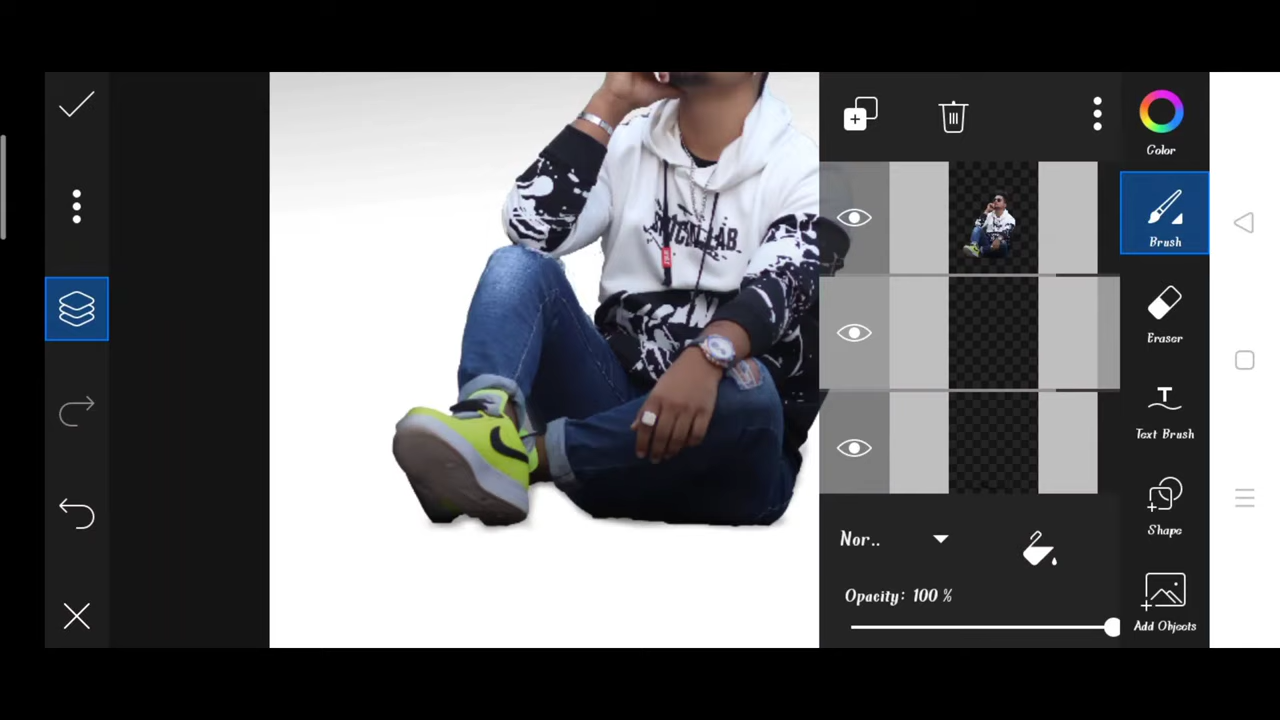 Color
Brush
Eraser
Text Brush
Shape
Add Objects
Nor..
Opacity: 100 %